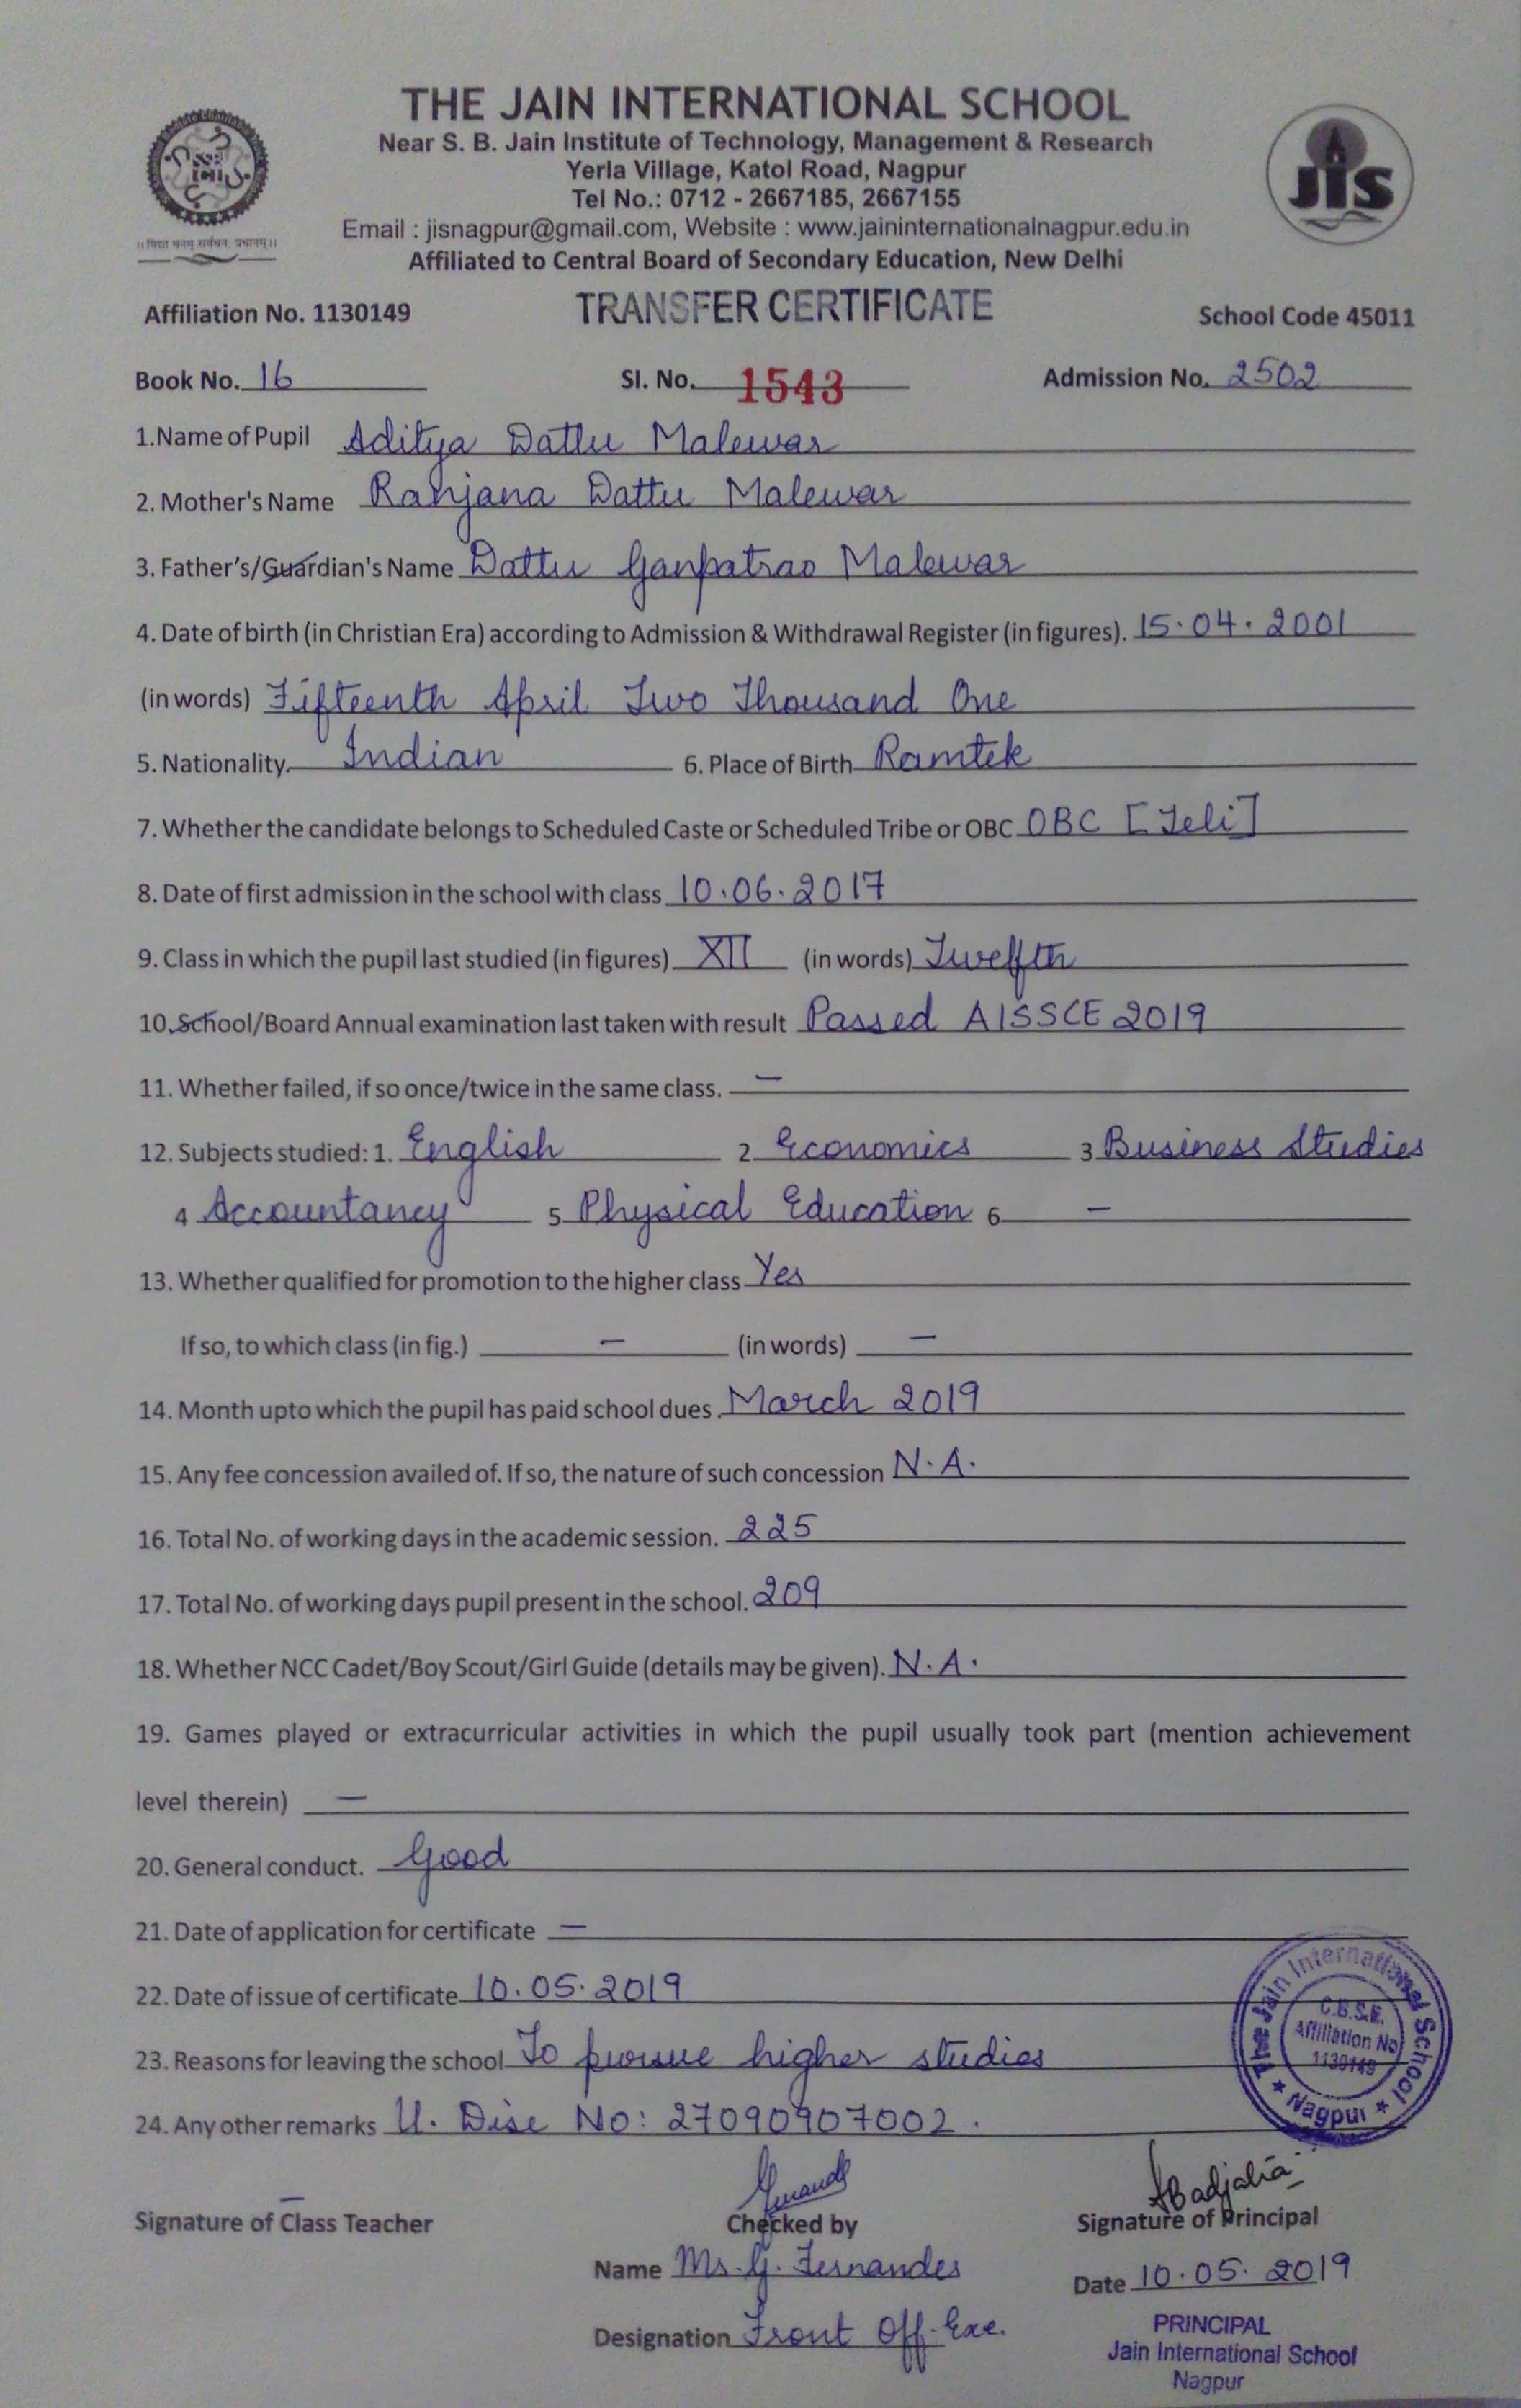 THE JAIN INTERNATIONAL SCHOOL
Near S. B. Jain Institute of Technology, Management & Research
Yerla Village, Katol Road, Nagpur
Tel No.: 0712 - 2667185, 2667155
Email : jisnagpur@gmail.com, Website : www.jaininternationalnagpur.edu.in
Affiliated to Central Board of Secondary Education, New Delhi
JIS
Affiliation No. 1130149 TRANSFER CERTIFICATE School Code 45011
Book No. 16 Sl. No. 1543 Admission No. 2502
1.Name of Pupil Aditya Dattu Malewar
2. Mother's Name Ranjana Dattu Malewar
3. Father's/Guardian's Name Dattu Ganpatrao Malewar
4. Date of birth (in Christian Era) according to Admission & Withdrawal Register (in figures). 15.04.2001
(in words) Fifteenth April Two Thousand One
5. Nationality. Indian 6. Place of Birth Ramtek
7. Whether the candidate belongs to Scheduled Caste or Scheduled Tribe or OBC OBC [Teli]
8. Date of first admission in the school with class 10.06.2017
9. Class in which the pupil last studied (in figures) XII (in words) Twelfth
10. School/Board Annual examination last taken with result Passed AISSCE 2019
11. Whether failed, if so once/twice in the same class. —
12. Subjects studied: 1. English 2 Economics 3 Business Studies
4 Accountancy 5 Physical Education 6 —
13. Whether qualified for promotion to the higher class Yes
If so, to which class (in fig.) — (in words) —
14. Month upto which the pupil has paid school dues. March 2019
15. Any fee concession availed of. If so, the nature of such concession N.A.
16. Total No. of working days in the academic session. 225
17. Total No. of working days pupil present in the school. 209
18. Whether NCC Cadet/Boy Scout/Girl Guide (details may be given). N.A.
19. Games played or extracurricular activities in which the pupil usually took part (mention achievement
level therein) —
20. General conduct. Good
21. Date of application for certificate —
22. Date of issue of certificate 10.05.2019
23. Reasons for leaving the school To pursue higher studies
24. Any other remarks U. Dise No: 27090907002.
The Jain International School
C.B.S.E.
Affiliation No
1130149
★ Nagpur ★
Signature of Class Teacher — Checked by Signature of Principal
Name Ms. G. Fernandes Date 10.05.2019
Designation Front Off. Exe.
PRINCIPAL
Jain International School
Nagpur